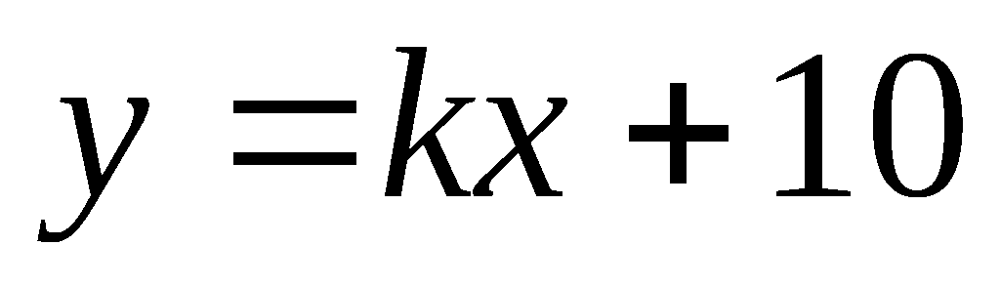 y = kx + 10